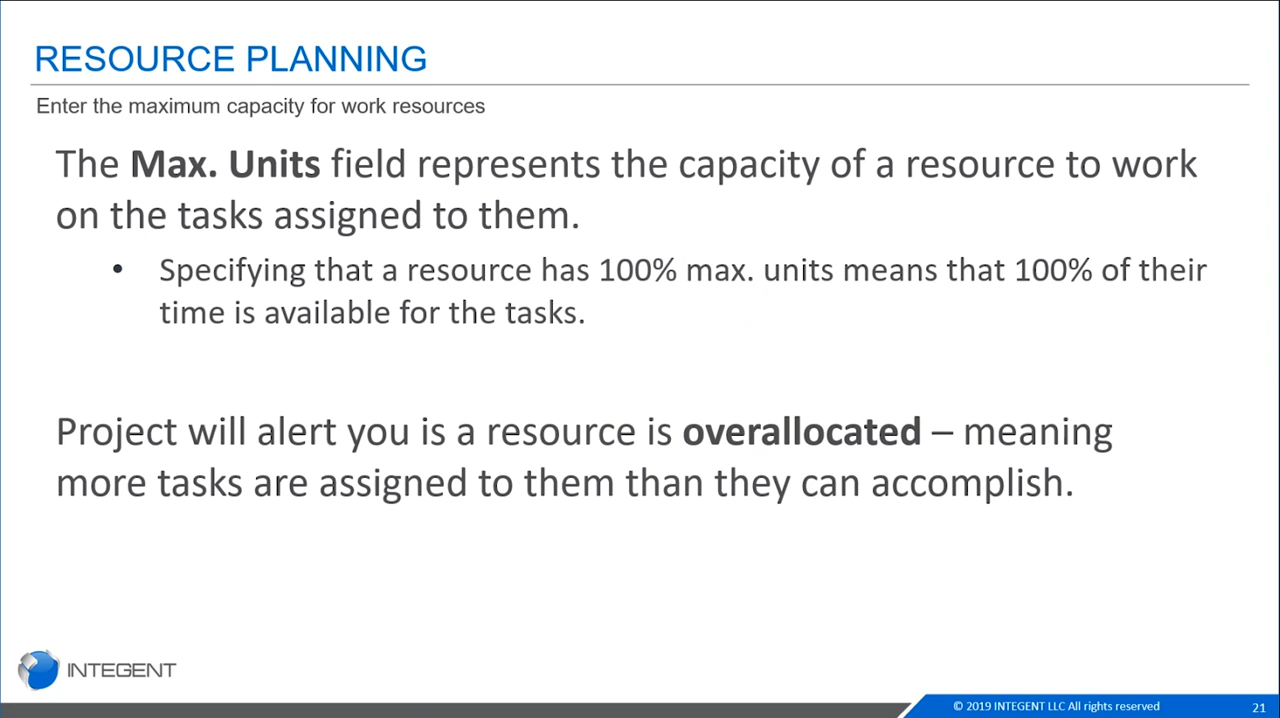 RESOURCE PLANNING
Enter the maximum capacity for work resources
The Max. Units field represents the capacity of a resource to work
on the tasks assigned to them.
• Specifying that a resource has 100% max. units means that 100% of their
time is available for the tasks.
Project will alert you is a resource is overallocated – meaning
more tasks are assigned to them than they can accomplish.
INTEGENT
© 2019 INTEGENT LLC All rights reserved 21